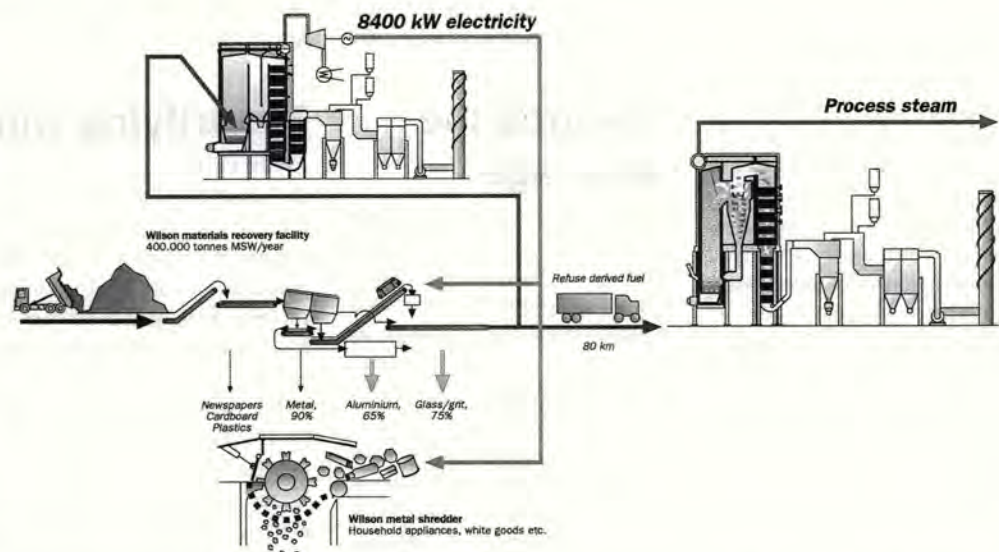 8400 kW electricity
Process steam
Wilson materials recovery facility
400.000 tonnes MSW/year
Refuse derived fuel
80 km
Newspapers
Cardboard
Plastics
Metal,
90%
Aluminium,
65%
Glass/grit,
75%
Wilson metal shredder
Household appliances, white goods etc.